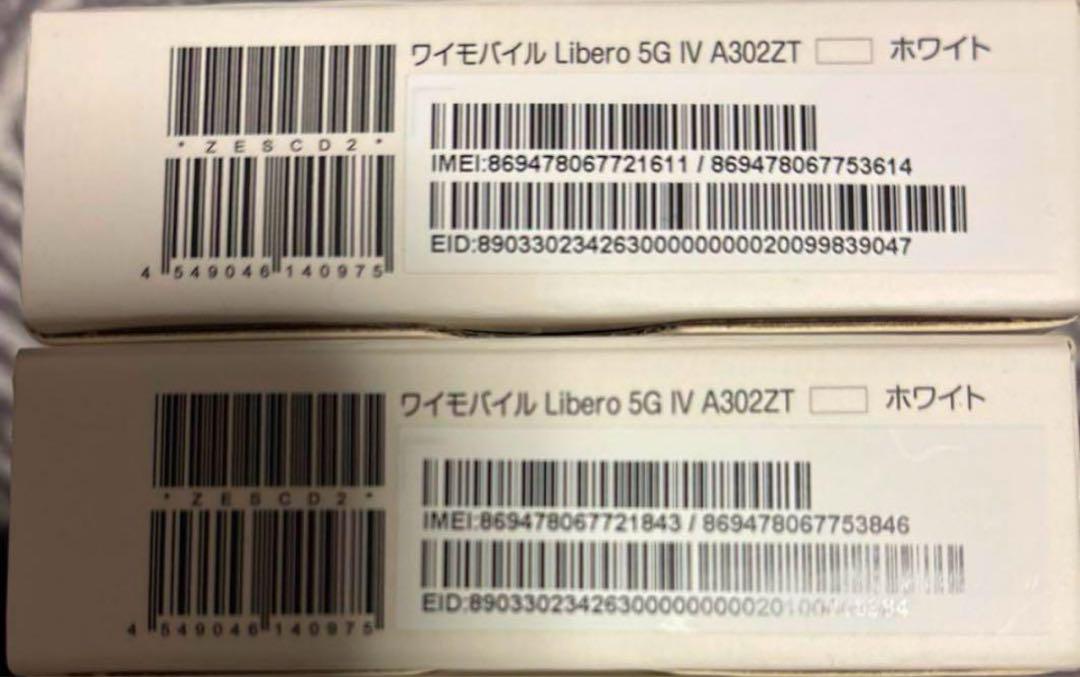 ワイモバイル Libero 5G IV A302ZT ホワイト
*ZESCD2*
IMEI:869478067721611 / 869478067753614
EID:89033023426300000000020099839047
4 549046 140975
ワイモバイル Libero 5G IV A302ZT ホワイト
*ZESCD2*
IMEI:869478067721843 / 869478067753846
4 549046 140975